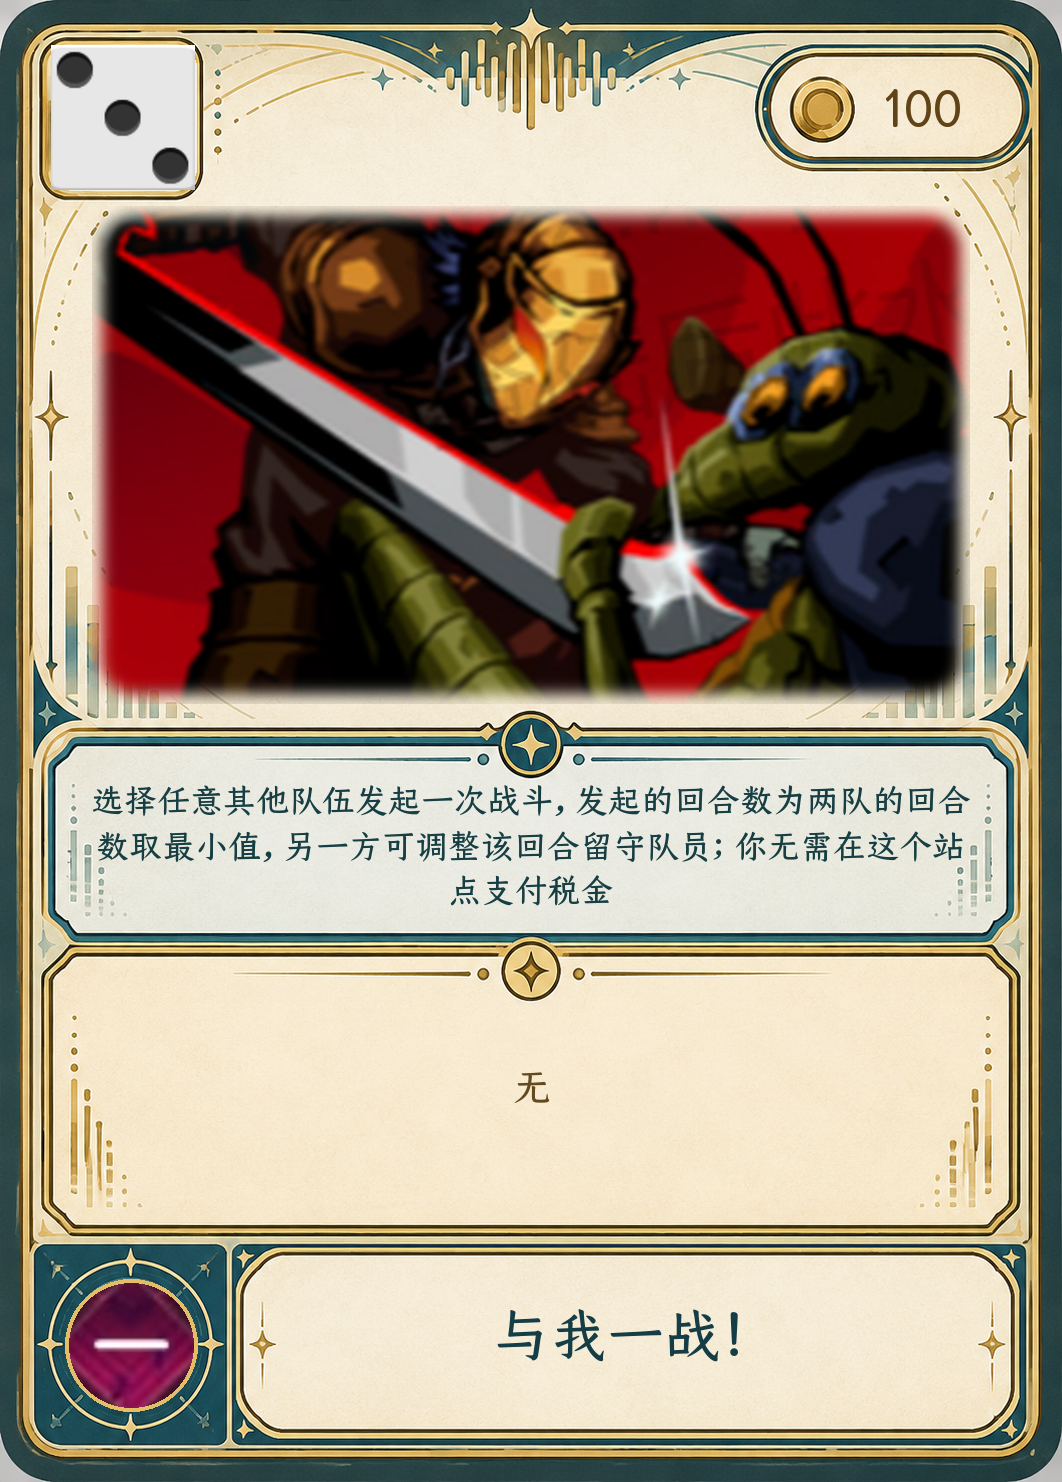 100
选择任意其他队伍发起一次战斗，发起的回合数为两队的回合
数取最小值，另一方可调整该回合留守队员；你无需在这个站
点支付税金
无
与我一战！